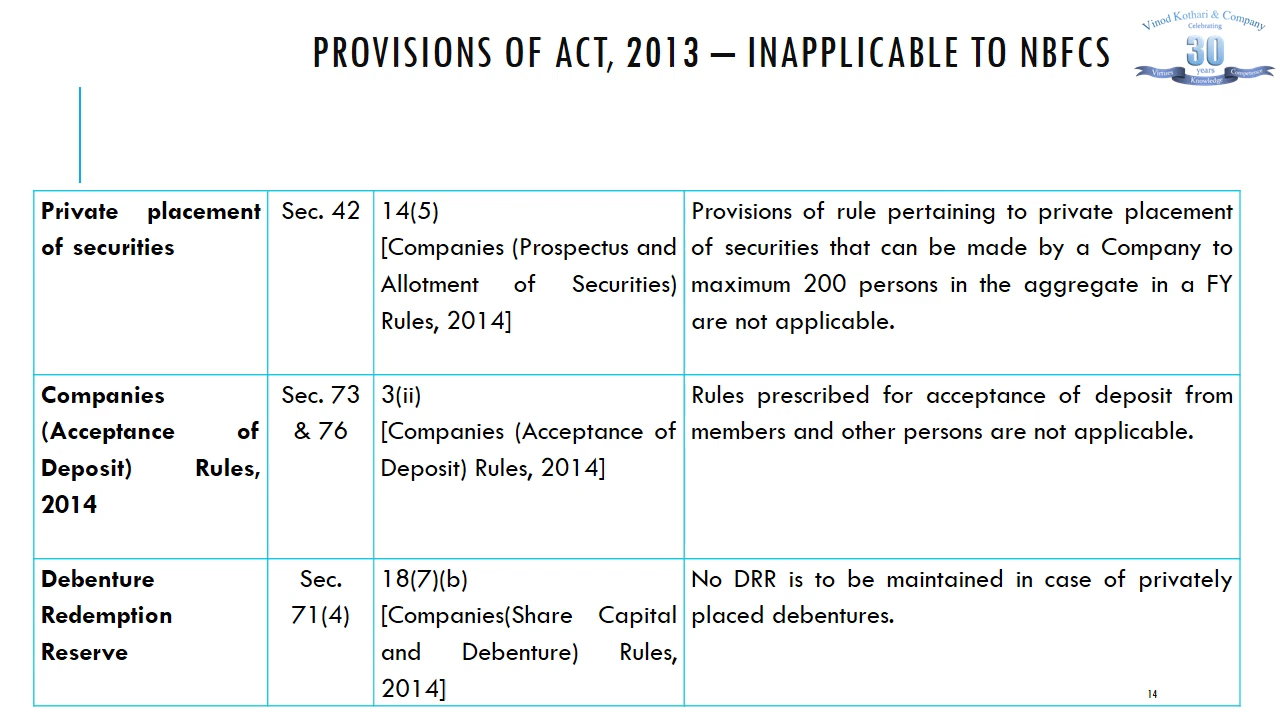 PROVISIONS OF ACT, 2013 – INAPPLICABLE TO NBFCS
Vinod Kothari & Company
Celebrating
30
years
Virtues
Knowledge
Competence
Private placement
of securities
Sec. 42
14(5)
[Companies (Prospectus and
Allotment of Securities)
Rules, 2014]
Provisions of rule pertaining to private placement
of securities that can be made by a Company to
maximum 200 persons in the aggregate in a FY
are not applicable.
Companies
(Acceptance of
Deposit) Rules,
2014
Sec. 73
& 76
3(ii)
[Companies (Acceptance of
Deposit) Rules, 2014]
Rules prescribed for acceptance of deposit from
members and other persons are not applicable.
Debenture
Redemption
Reserve
Sec.
71(4)
18(7)(b)
[Companies(Share Capital
and Debenture) Rules,
2014]
No DRR is to be maintained in case of privately
placed debentures.
14